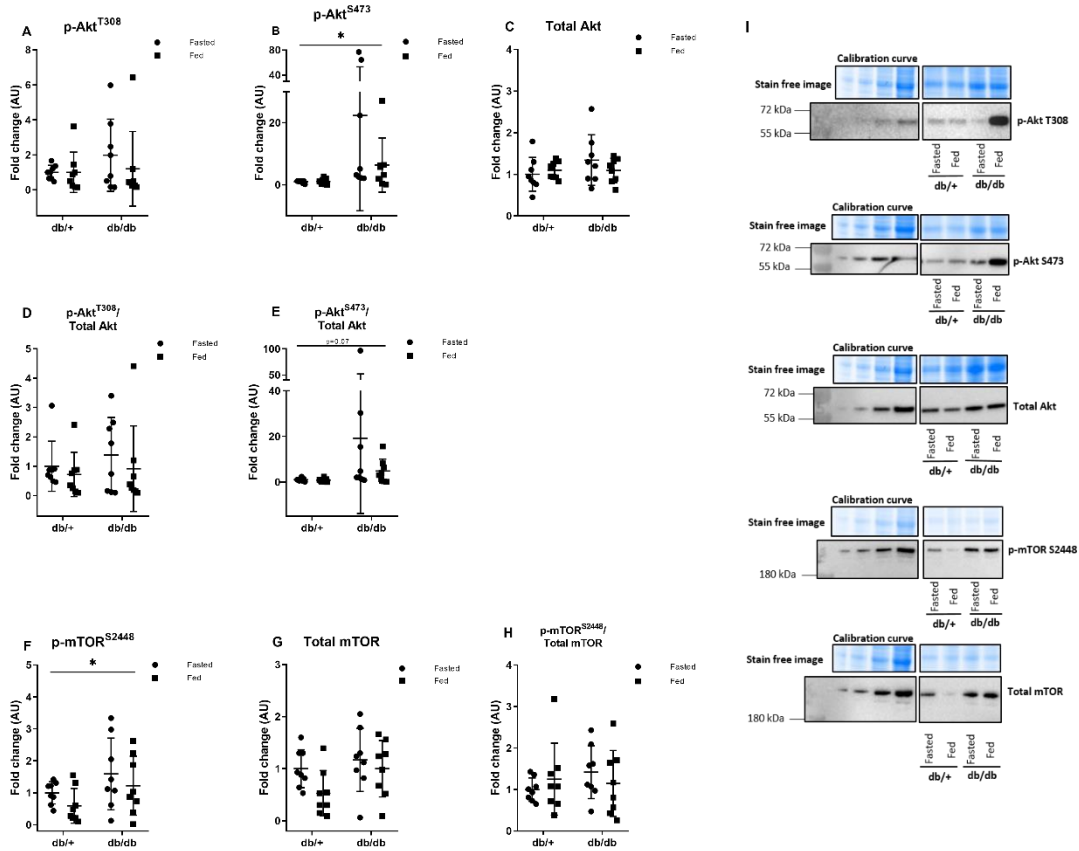 A
p-Akt^T308
Fasted
Fed
Fold change (AU)
8
6
4
2
0
db/+
db/db
B
p-Akt^S473
*
Fasted
Fed
Fold change (AU)
80
40
20
0
db/+
db/db
C
Total Akt
Fasted
Fed
Fold change (AU)
4
3
2
1
0
db/+
db/db
D
p-Akt^T308/
Total Akt
Fasted
Fed
Fold change (AU)
5
4
3
2
1
0
db/+
db/db
E
p-Akt^S473/
Total Akt
p=0.07
Fasted
Fed
Fold change (AU)
100
50
40
20
0
db/+
db/db
F
p-mTOR^S2448
*
Fasted
Fed
Fold change (AU)
5
4
3
2
1
0
db/+
db/db
G
Total mTOR
Fasted
Fed
Fold change (AU)
3
2
1
0
db/+
db/db
H
p-mTOR^S2448/
Total mTOR
Fasted
Fed
Fold change (AU)
4
3
2
1
0
db/+
db/db
I
Calibration curve
Stain free image
72 kDa
55 kDa
p-Akt T308
Fasted
Fed
db/+
db/db
Calibration curve
Stain free image
72 kDa
55 kDa
p-Akt S473
Fasted
Fed
Fasted
Fed
db/+
db/db
Calibration curve
Stain free image
72 kDa
55 kDa
Total Akt
Fasted
Fed
Fasted
Fed
db/+
db/db
Calibration curve
Stain free image
180 kDa
p-mTOR S2448
Fasted
Fed
Fasted
Fed
db/+
db/db
Calibration curve
Stain free image
180 kDa
Total mTOR
Fasted
Fed
Fasted
Fed
db/+
db/db